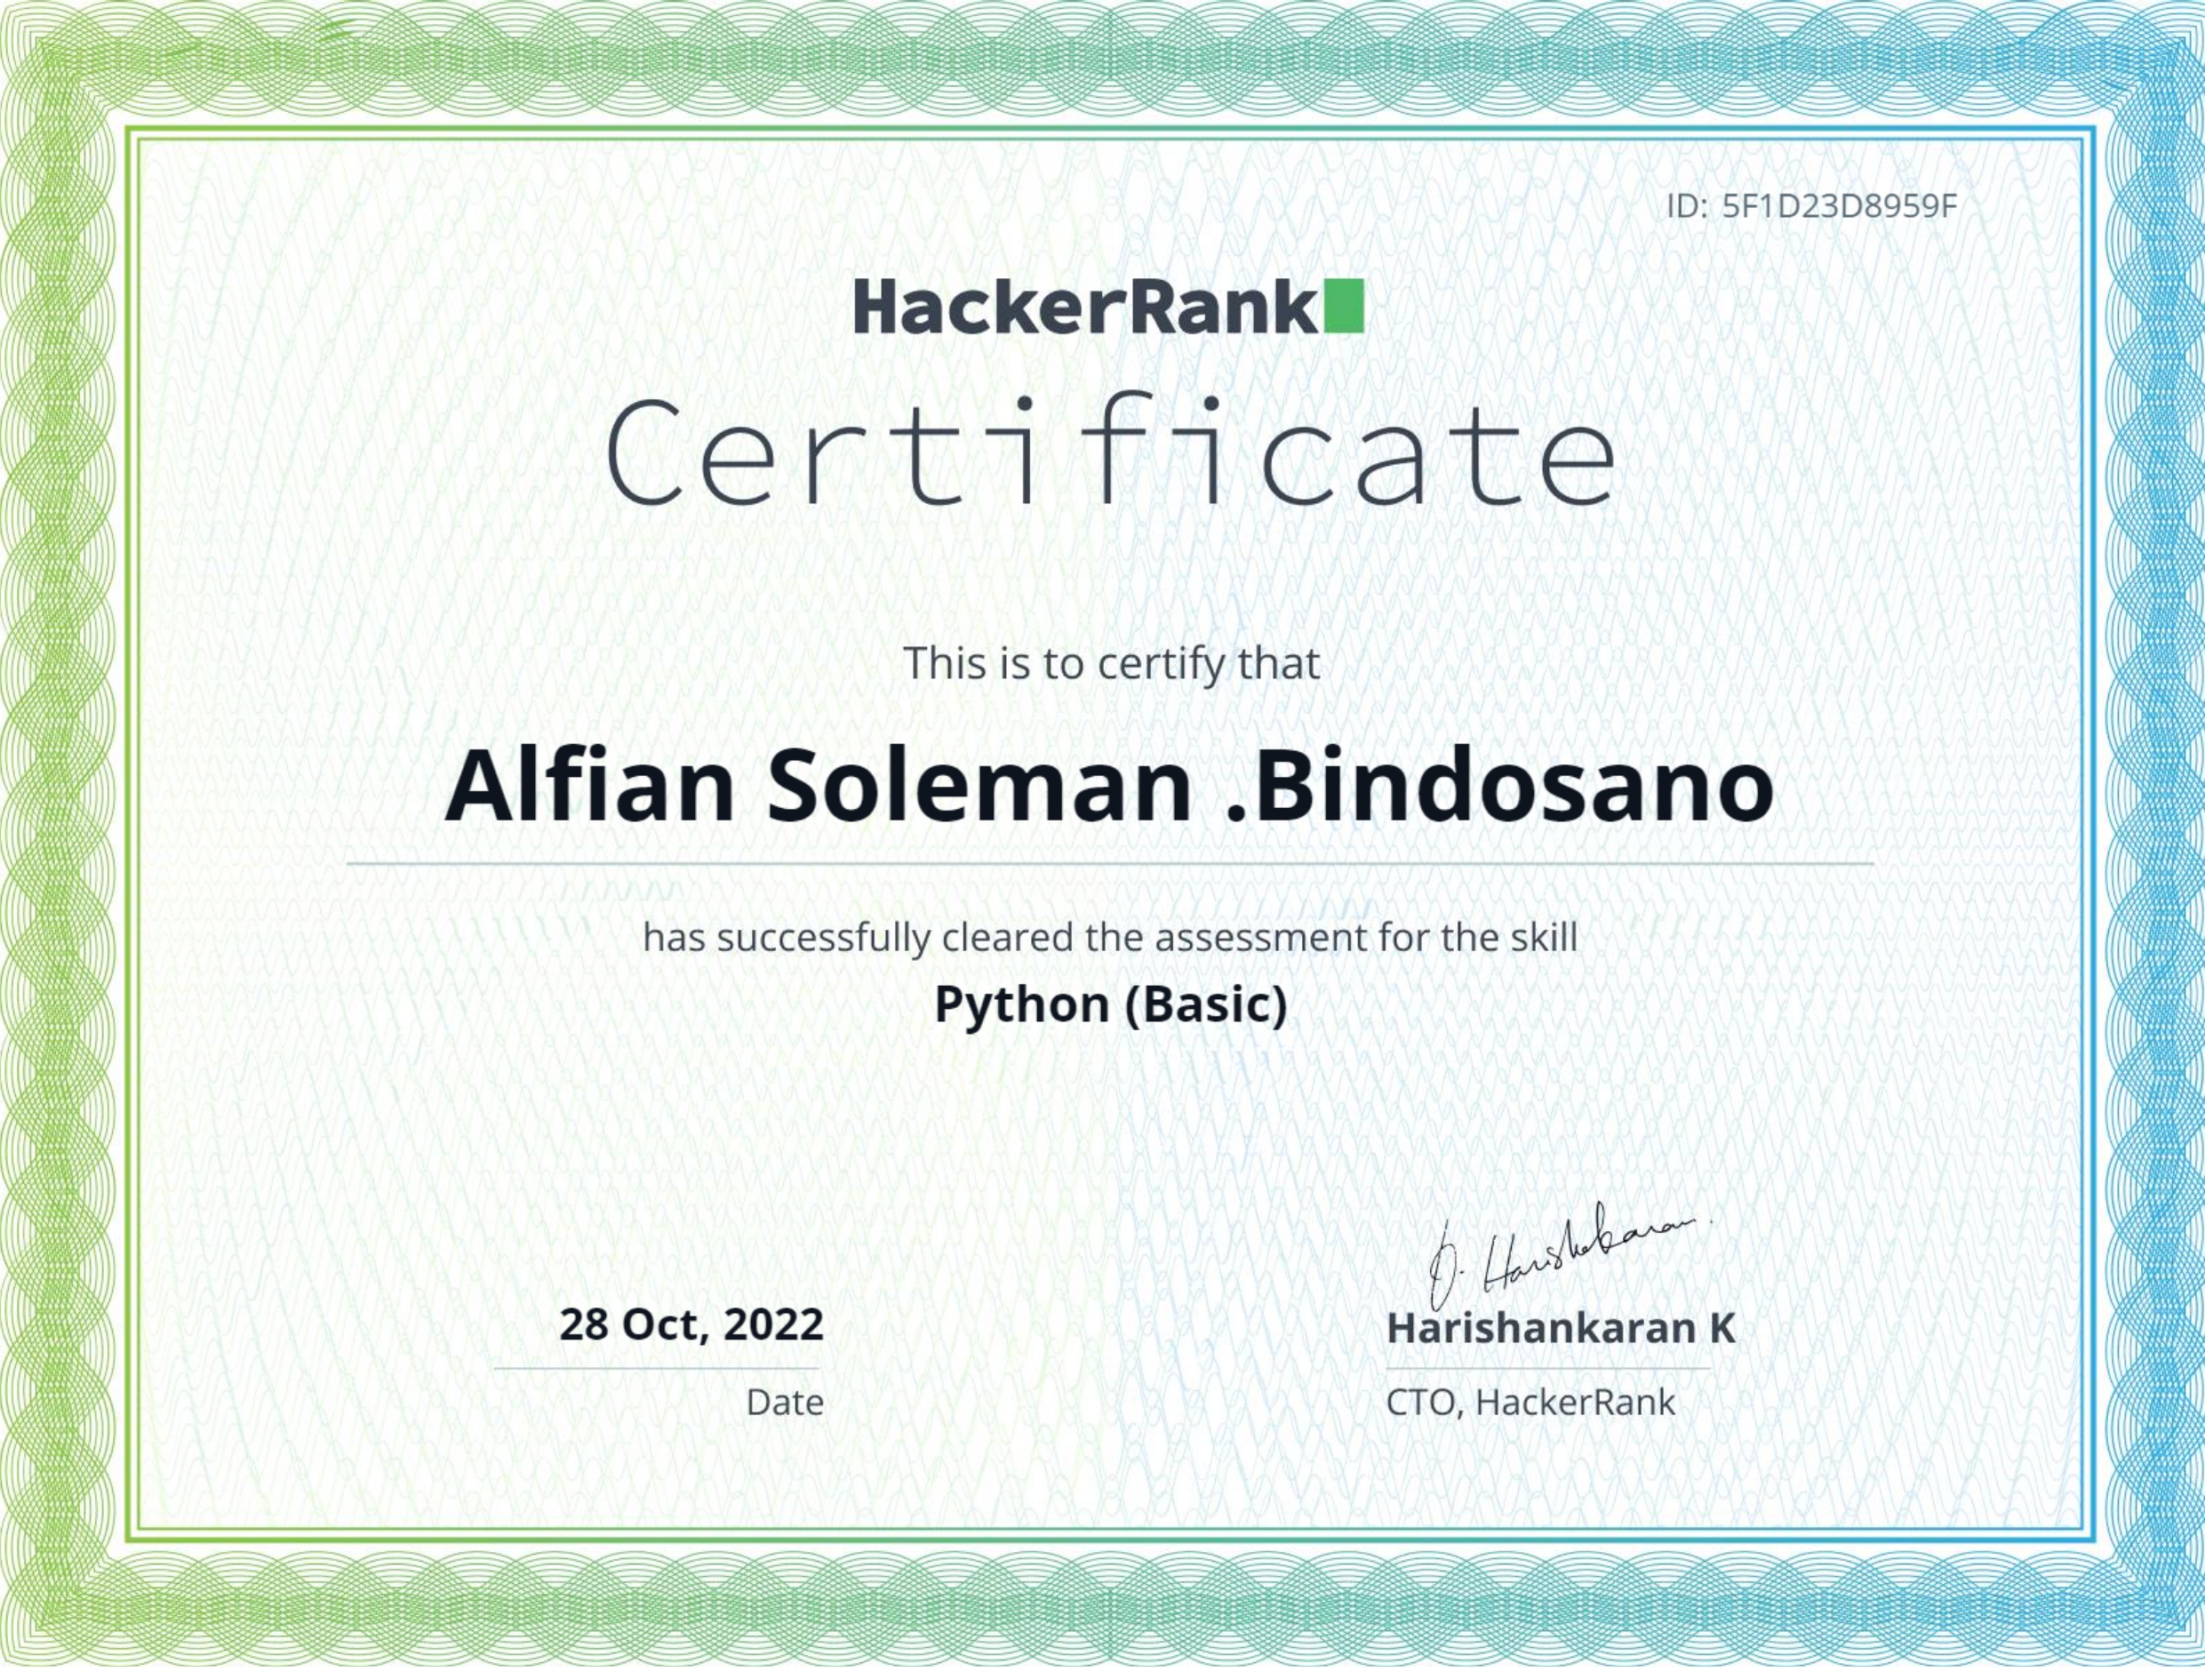 ID: 5F1D23D8959F
HackerRank
Certificate
This is to certify that
Alfian Soleman .Bindosano
has successfully cleared the assessment for the skill
Python (Basic)
28 Oct, 2022
Date
Harishankaran K
CTO, HackerRank